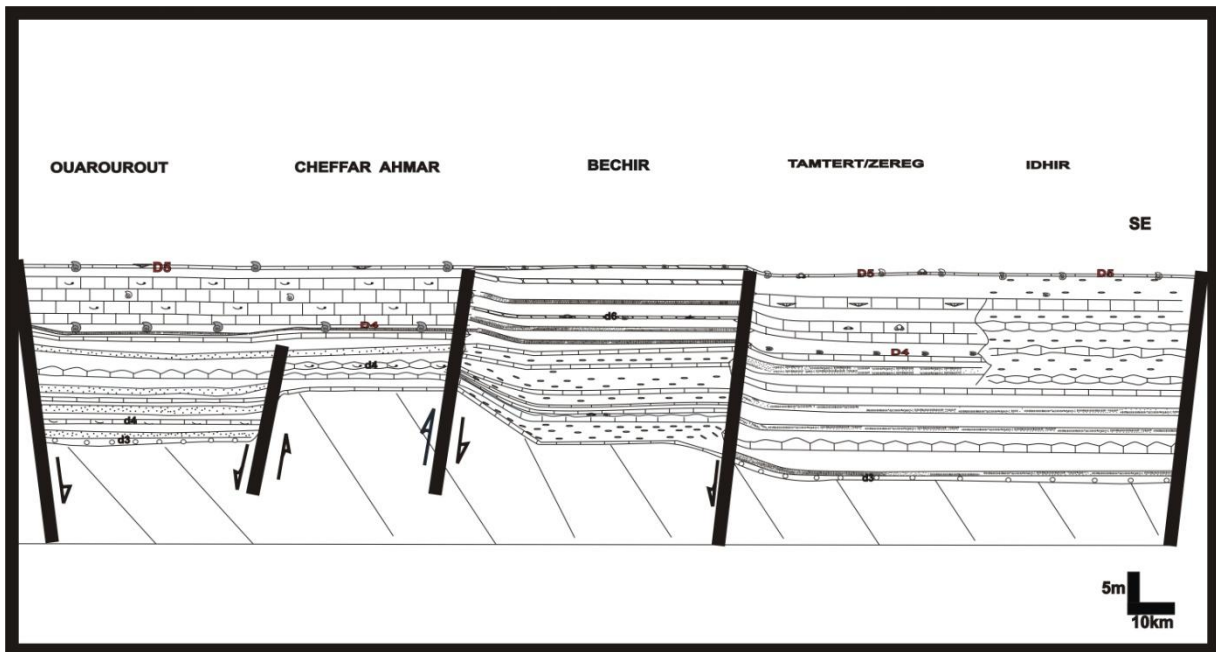 OUAROUROUT CHEFFAR AHMAR BECHIR TAMTERT/ZEREG IDHIR
SE
D5 D5 D5
d6
D4
D4
d4
d4
d3
d3
5m
10km